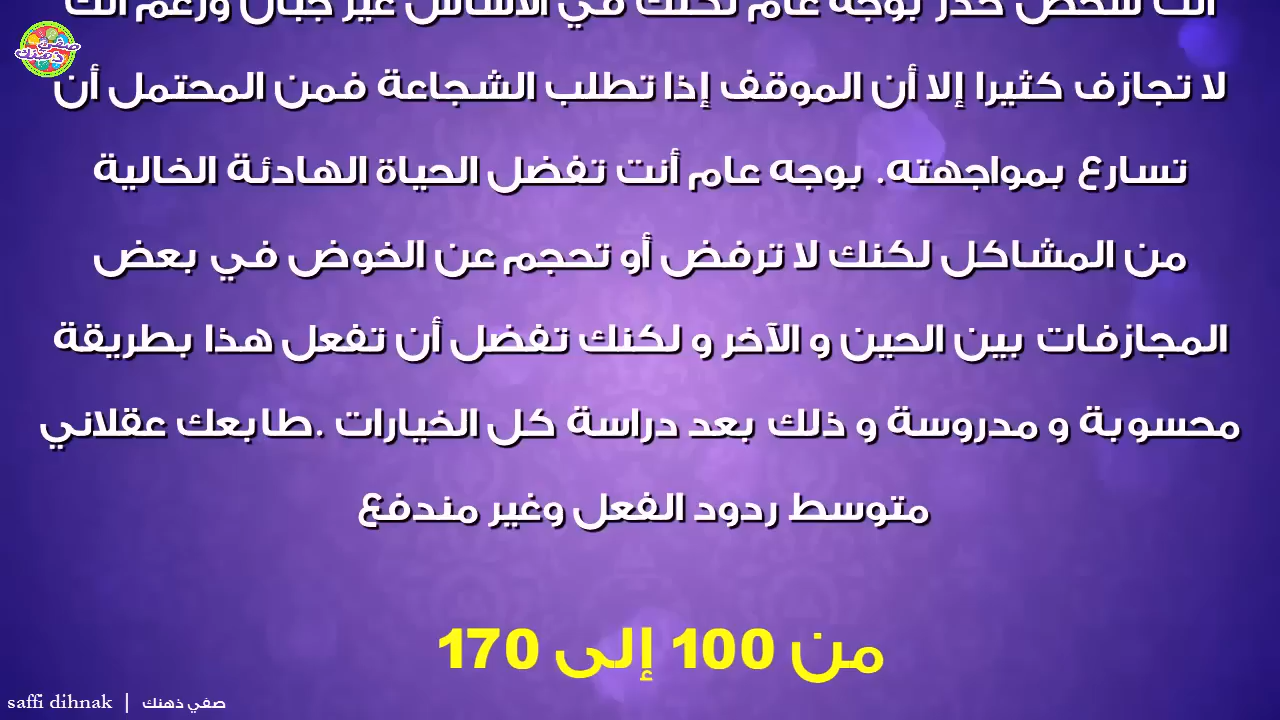 أنت شخص حذر بوجه عام لكنك في الأساس غير جبان ورغم أنك
لا تجازف كثيرا إلا أن الموقف إذا تطلب الشجاعة فمن المحتمل أن
تسارع بمواجهته. بوجه عام أنت تفضل الحياة الهادئة الخالية
من المشاكل لكنك لا ترفض أو تحجم عن الخوض في بعض
المجازفات بين الحين و الآخر و لكنك تفضل أن تفعل هذا بطريقة
محسوبة و مدروسة و ذلك بعد دراسة كل الخيارات .طابعك عقلاني
متوسط ردود الفعل وغير مندفع
من 100 إلى 170
صفي ذهنك
saffi dihnak | صفي ذهنك